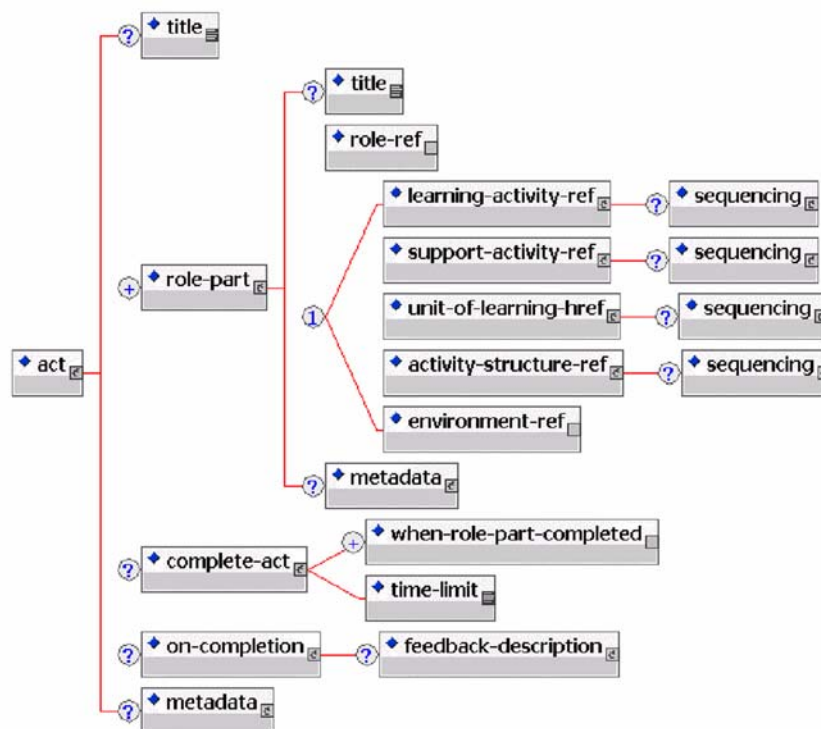 ? title
? title
role-ref
learning-activity-ref ? sequencing
support-activity-ref ? sequencing
+ role-part
1 unit-of-learning-href ? sequencing
act
activity-structure-ref ? sequencing
environment-ref
? metadata
? complete-act
+ when-role-part-completed
time-limit
? on-completion ? feedback-description
? metadata